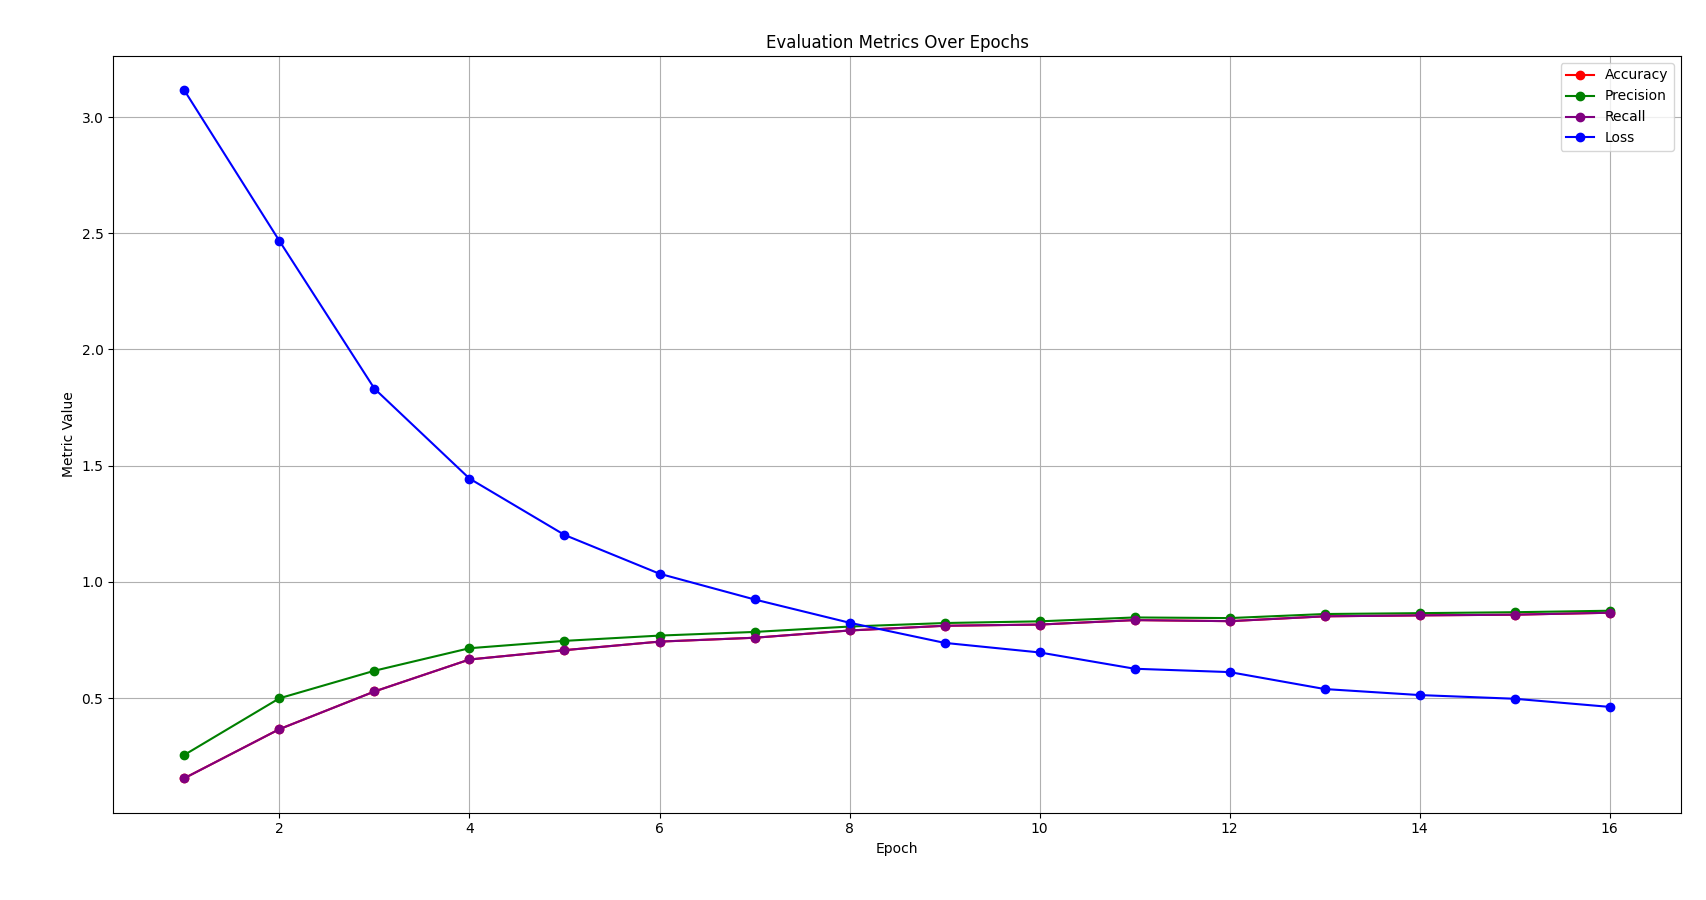 Evaluation Metrics Over Epochs
Accuracy
Precision
Recall
Loss
3.0
2.5
2.0
1.5
1.0
0.5
Metric Value
2 4 6 8 10 12 14 16
Epoch